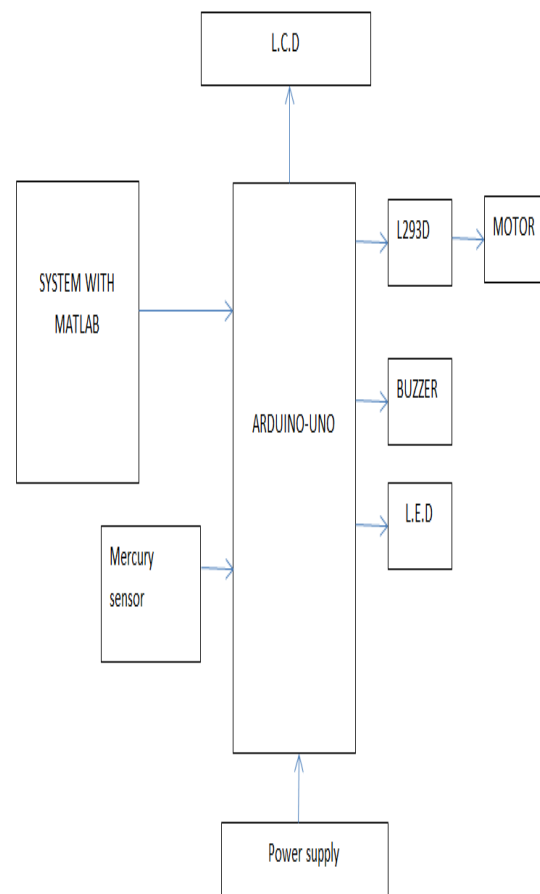 L.C.D
SYSTEM WITH
MATLAB
ARDUINO-UNO
L293D
MOTOR
BUZZER
L.E.D
Mercury
sensor
Power supply